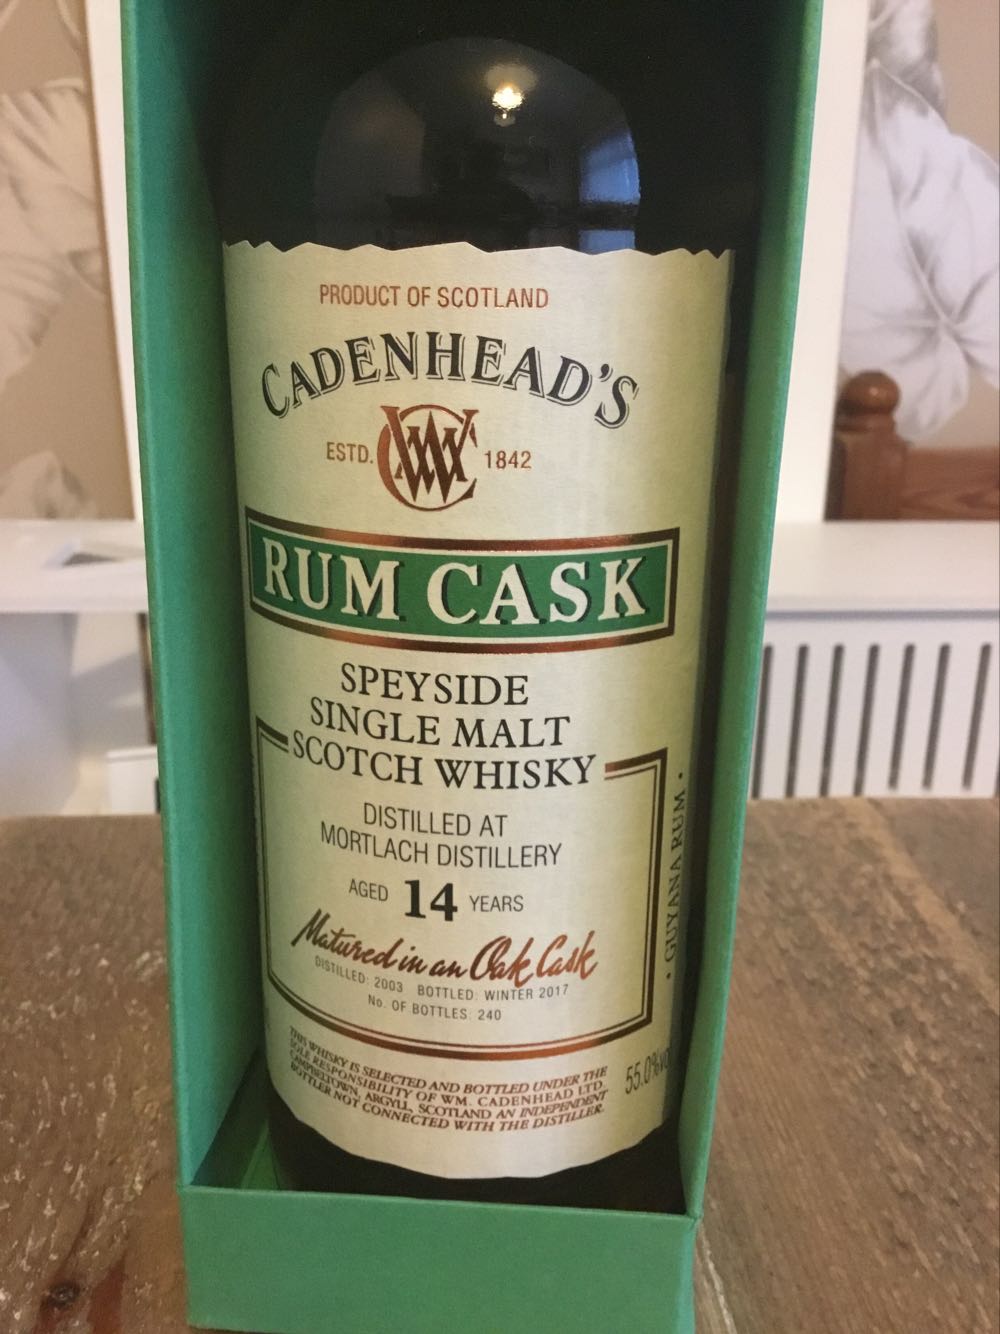 PRODUCT OF SCOTLAND
CADENHEAD'S
ESTD. WCM 1842
RUM CASK
SPEYSIDE
SINGLE MALT
SCOTCH WHISKY
DISTILLED AT
MORTLACH DISTILLERY
AGED 14 YEARS
Matured in an Oak Cask
DISTILLED: 2003 BOTTLED: WINTER 2017
No. OF BOTTLES: 240
THIS WHISKY IS SELECTED AND BOTTLED UNDER THE
SOLE RESPONSIBILITY OF WM. CADENHEAD LTD,
CAMPBELTOWN, ARGYLL, SCOTLAND AN INDEPENDENT
BOTTLER NOT CONNECTED WITH THE DISTILLER.
55.0%vo
• GUYANA RUM •